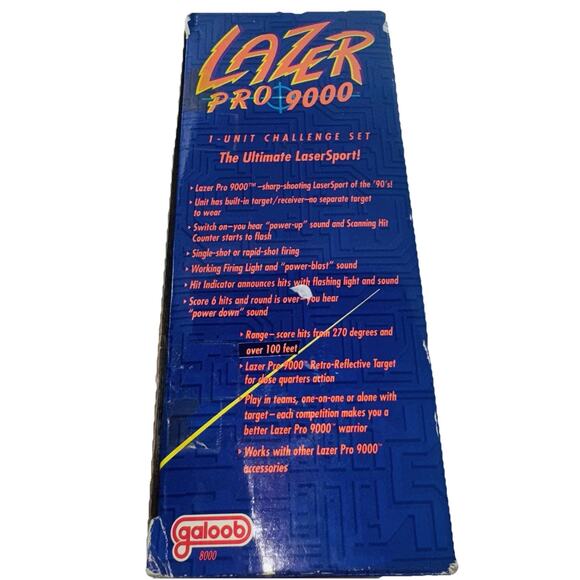 LAZER
PRO 9000
1-UNIT CHALLENGE SET
The Ultimate LaserSport!
▸ Lazer Pro 9000™—sharp-shooting LaserSport of the '90's!
▸ Unit has built-in target/receiver—no separate target
to wear
▸ Switch on—you hear "power-up" sound and Scanning Hit
Counter starts to flash
▸ Single-shot or rapid-shot firing
▸ Working Firing Light and "power-blast" sound
▸ Hit Indicator announces hits with flashing light and sound
▸ Score 6 hits and round is over—you hear
"power down" sound
▸ Range—score hits from 270 degrees and
over 100 feet
▸ Lazer Pro 9000™ Retro-Reflective Target
for close quarters action
▸ Play in teams, one-on-one or alone with
target—each competition makes you a
better Lazer Pro 9000™ warrior
▸ Works with other Lazer Pro 9000™
accessories
galoob
8000